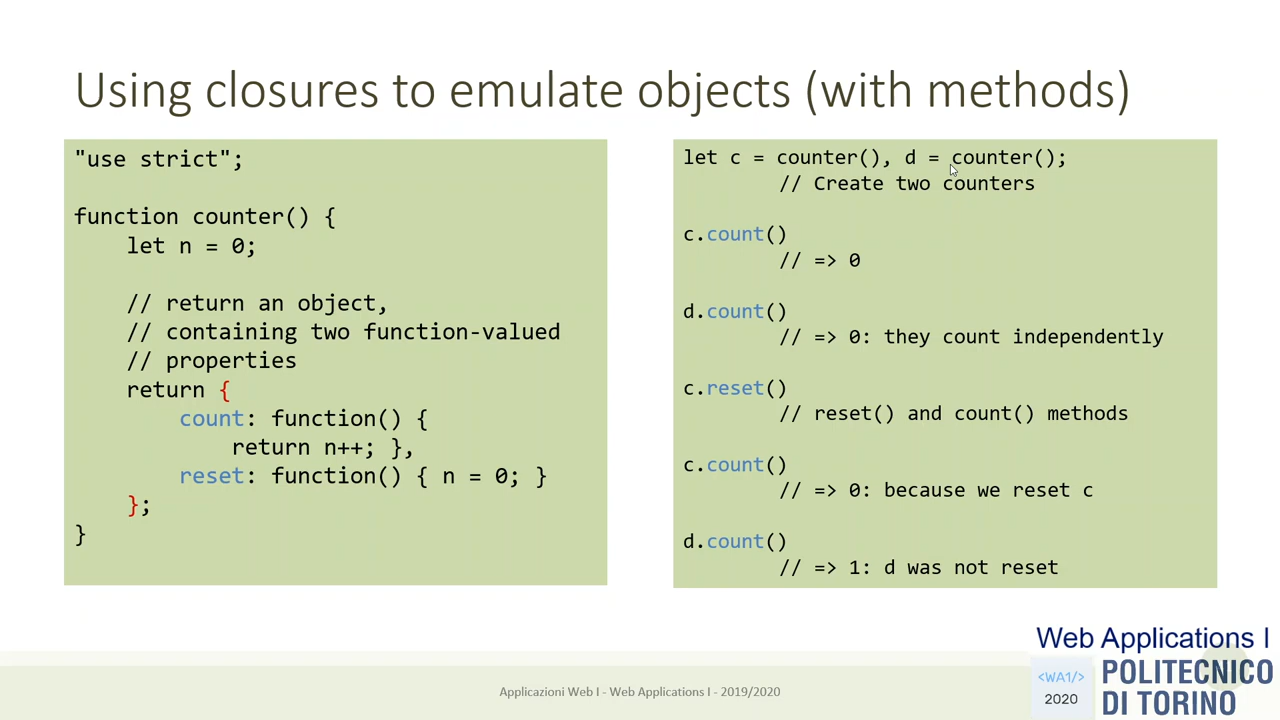 Using closures to emulate objects (with methods)
"use strict";
function counter() {
let n = 0;
// return an object,
// containing two function-valued
// properties
return {
count: function() {
return n++; },
reset: function() { n = 0; }
};
}
let c = counter(), d = counter();
// Create two counters
c.count()
// => 0
d.count()
// => 0: they count independently
c.reset()
// reset() and count() methods
c.count()
// => 0: because we reset c
d.count()
// => 1: d was not reset
Applicazioni Web I - Web Applications I - 2019/2020
Web Applications I
<WA1/>
2020
POLITECNICO
DI TORINO